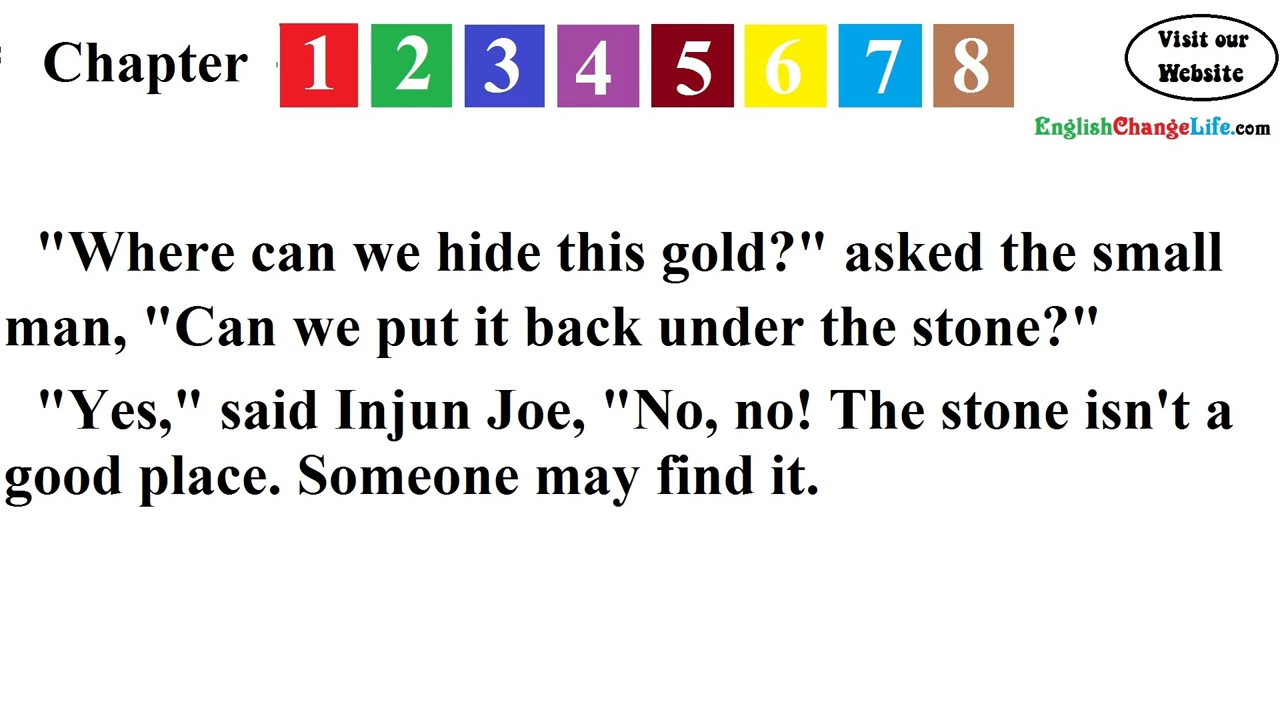 Chapter 1 2 3 4 5 6 7 8
Visit our
Website
EnglishChangeLife.com
"Where can we hide this gold?" asked the small
man, "Can we put it back under the stone?"
"Yes," said Injun Joe, "No, no! The stone isn't a
good place. Someone may find it.